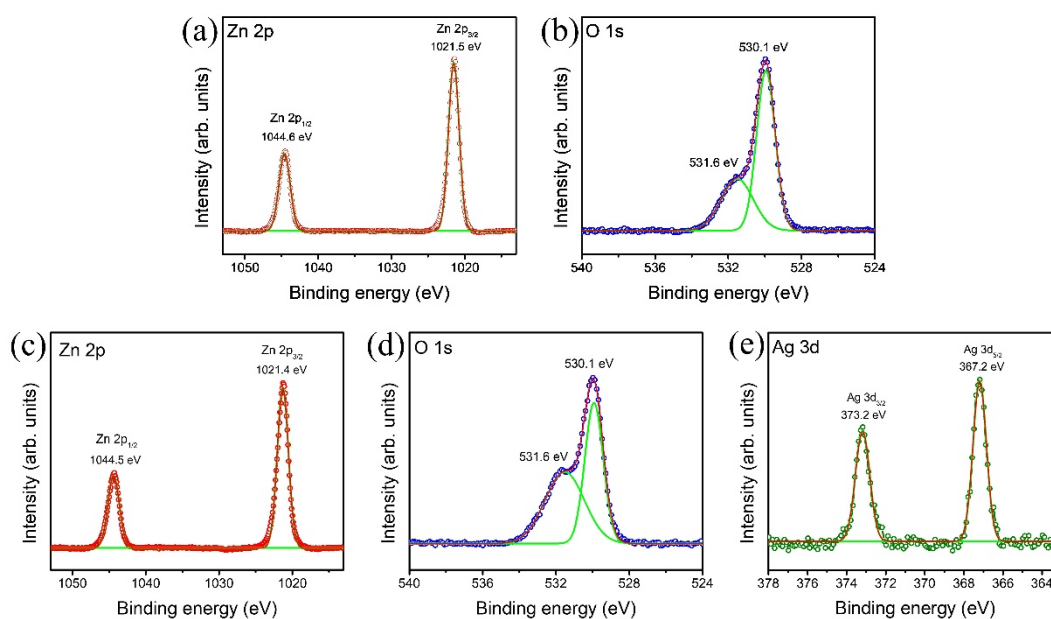 (a)
Zn 2p
Zn 2p3/2
1021.5 eV
Zn 2p1/2
1044.6 eV
Intensity (arb. units)
1050 1040 1030 1020
Binding energy (eV)
(b)
O 1s
530.1 eV
531.6 eV
Intensity (arb. units)
540 536 532 528 524
Binding energy (eV)
(c)
Zn 2p
Zn 2p3/2
1021.4 eV
Zn 2p1/2
1044.5 eV
Intensity (arb. units)
1050 1040 1030 1020
Binding energy (eV)
(d)
O 1s
530.1 eV
531.6 eV
Intensity (arb. units)
540 536 532 528 524
Binding energy (eV)
(e)
Ag 3d
Ag 3d5/2
367.2 eV
Ag 3d3/2
373.2 eV
Intensity (arb. units)
378 375 372 370 367 364
Binding energy (eV)